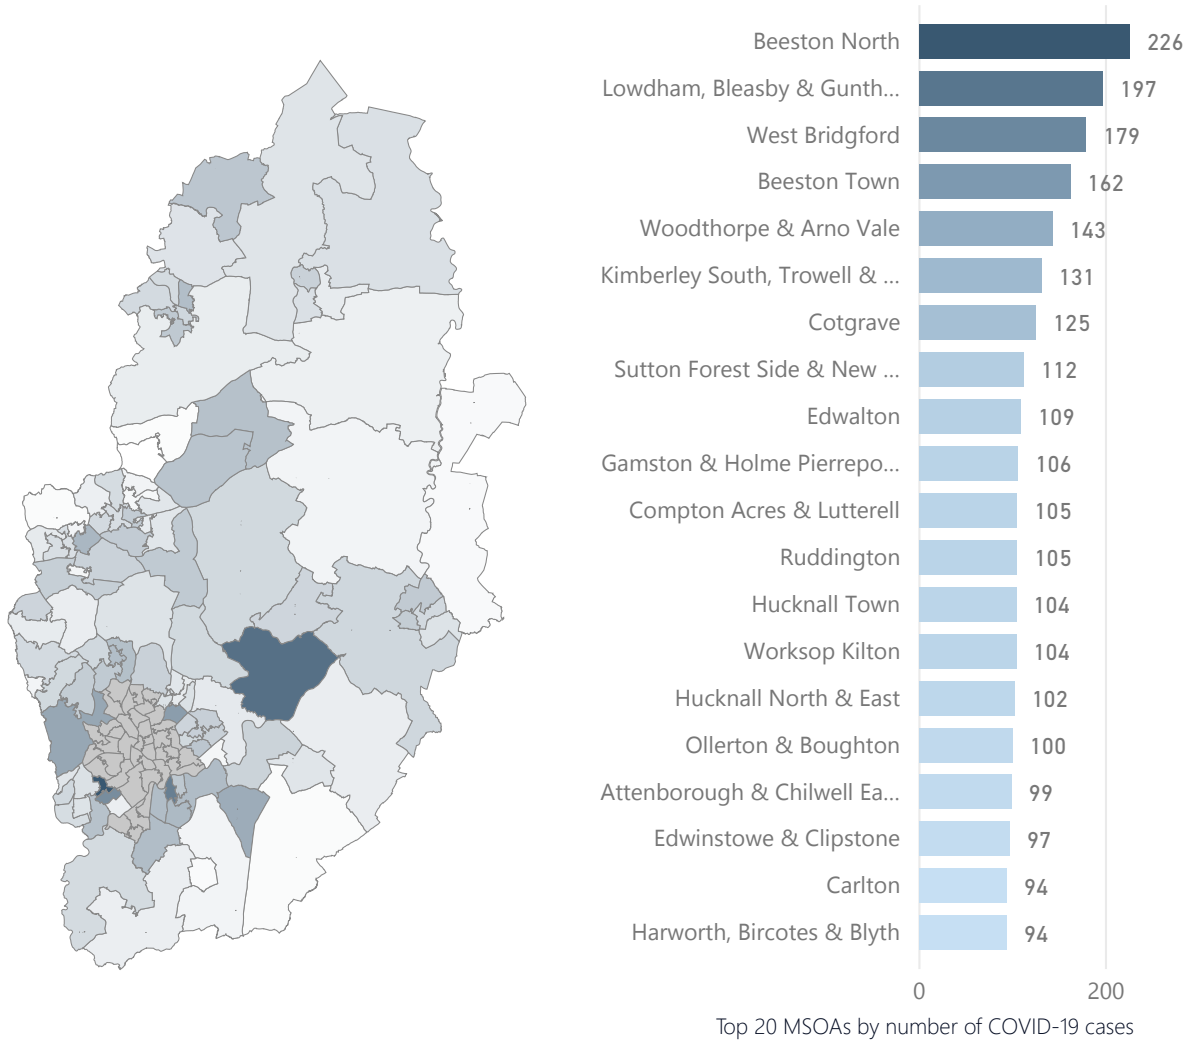 Beeston North 226
Lowdham, Bleasby & Gunth... 197
West Bridgford 179
Beeston Town 162
Woodthorpe & Arno Vale 143
Kimberley South, Trowell & ... 131
Cotgrave 125
Sutton Forest Side & New ... 112
Edwalton 109
Gamston & Holme Pierrepo... 106
Compton Acres & Lutterell 105
Ruddington 105
Hucknall Town 104
Worksop Kilton 104
Hucknall North & East 102
Ollerton & Boughton 100
Attenborough & Chilwell Ea... 99
Edwinstowe & Clipstone 97
Carlton 94
Harworth, Bircotes & Blyth 94
0 200
Top 20 MSOAs by number of COVID-19 cases